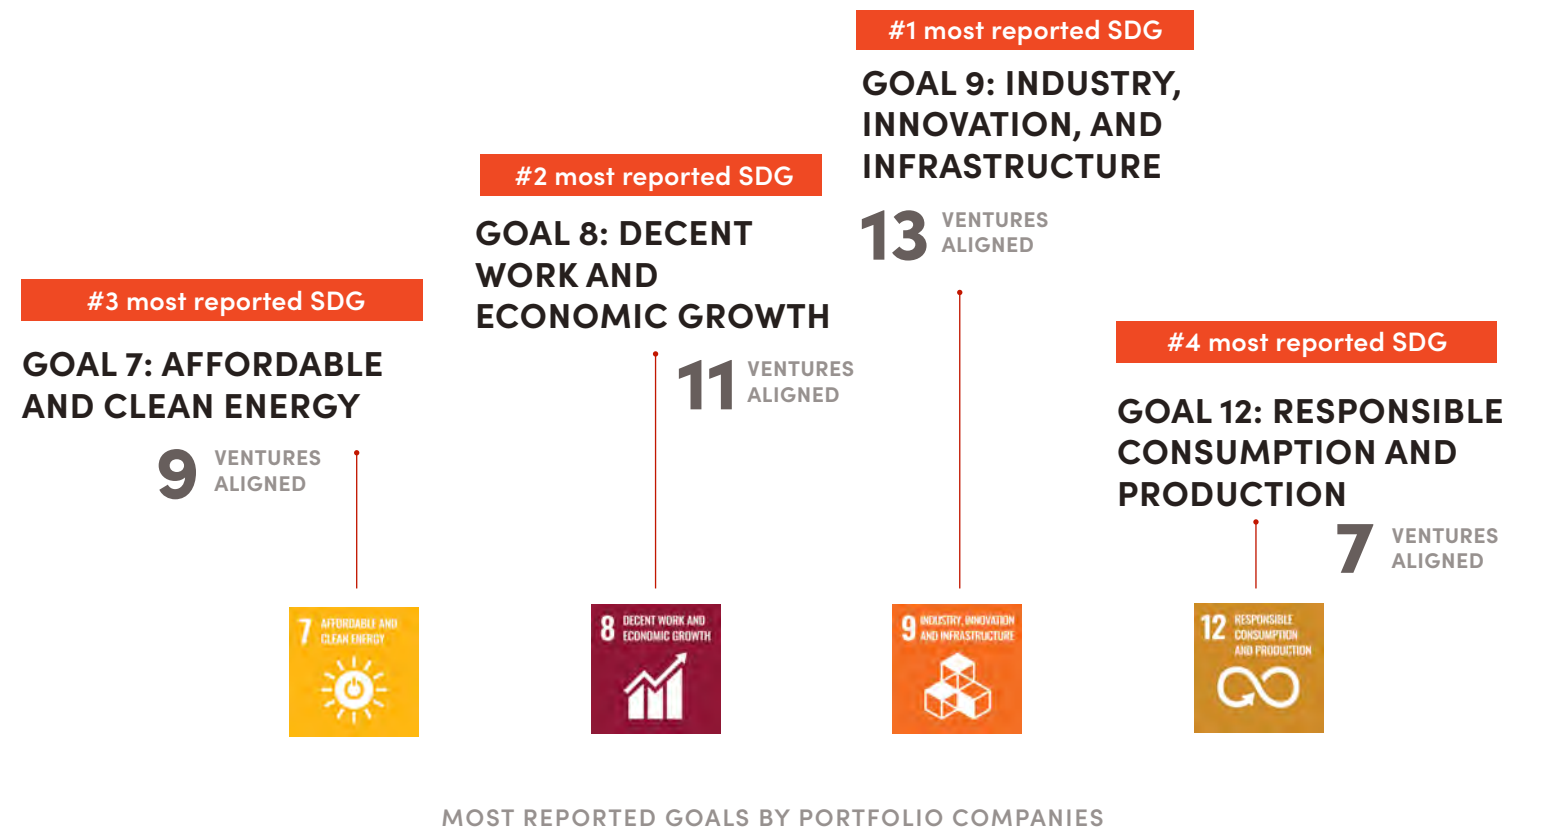 #1 most reported SDG
GOAL 9: INDUSTRY,
INNOVATION, AND
INFRASTRUCTURE
13
VENTURES
ALIGNED
#2 most reported SDG
GOAL 8: DECENT
WORK AND
ECONOMIC GROWTH
11
VENTURES
ALIGNED
#3 most reported SDG
GOAL 7: AFFORDABLE
AND CLEAN ENERGY
9
VENTURES
ALIGNED
#4 most reported SDG
GOAL 12: RESPONSIBLE
CONSUMPTION AND
PRODUCTION
7
VENTURES
ALIGNED
7
AFFORDABLE AND
CLEAN ENERGY
8
DECENT WORK AND
ECONOMIC GROWTH
9
INDUSTRY, INNOVATION
AND INFRASTRUCTURE
12
RESPONSIBLE
CONSUMPTION
AND PRODUCTION
MOST REPORTED GOALS BY PORTFOLIO COMPANIES